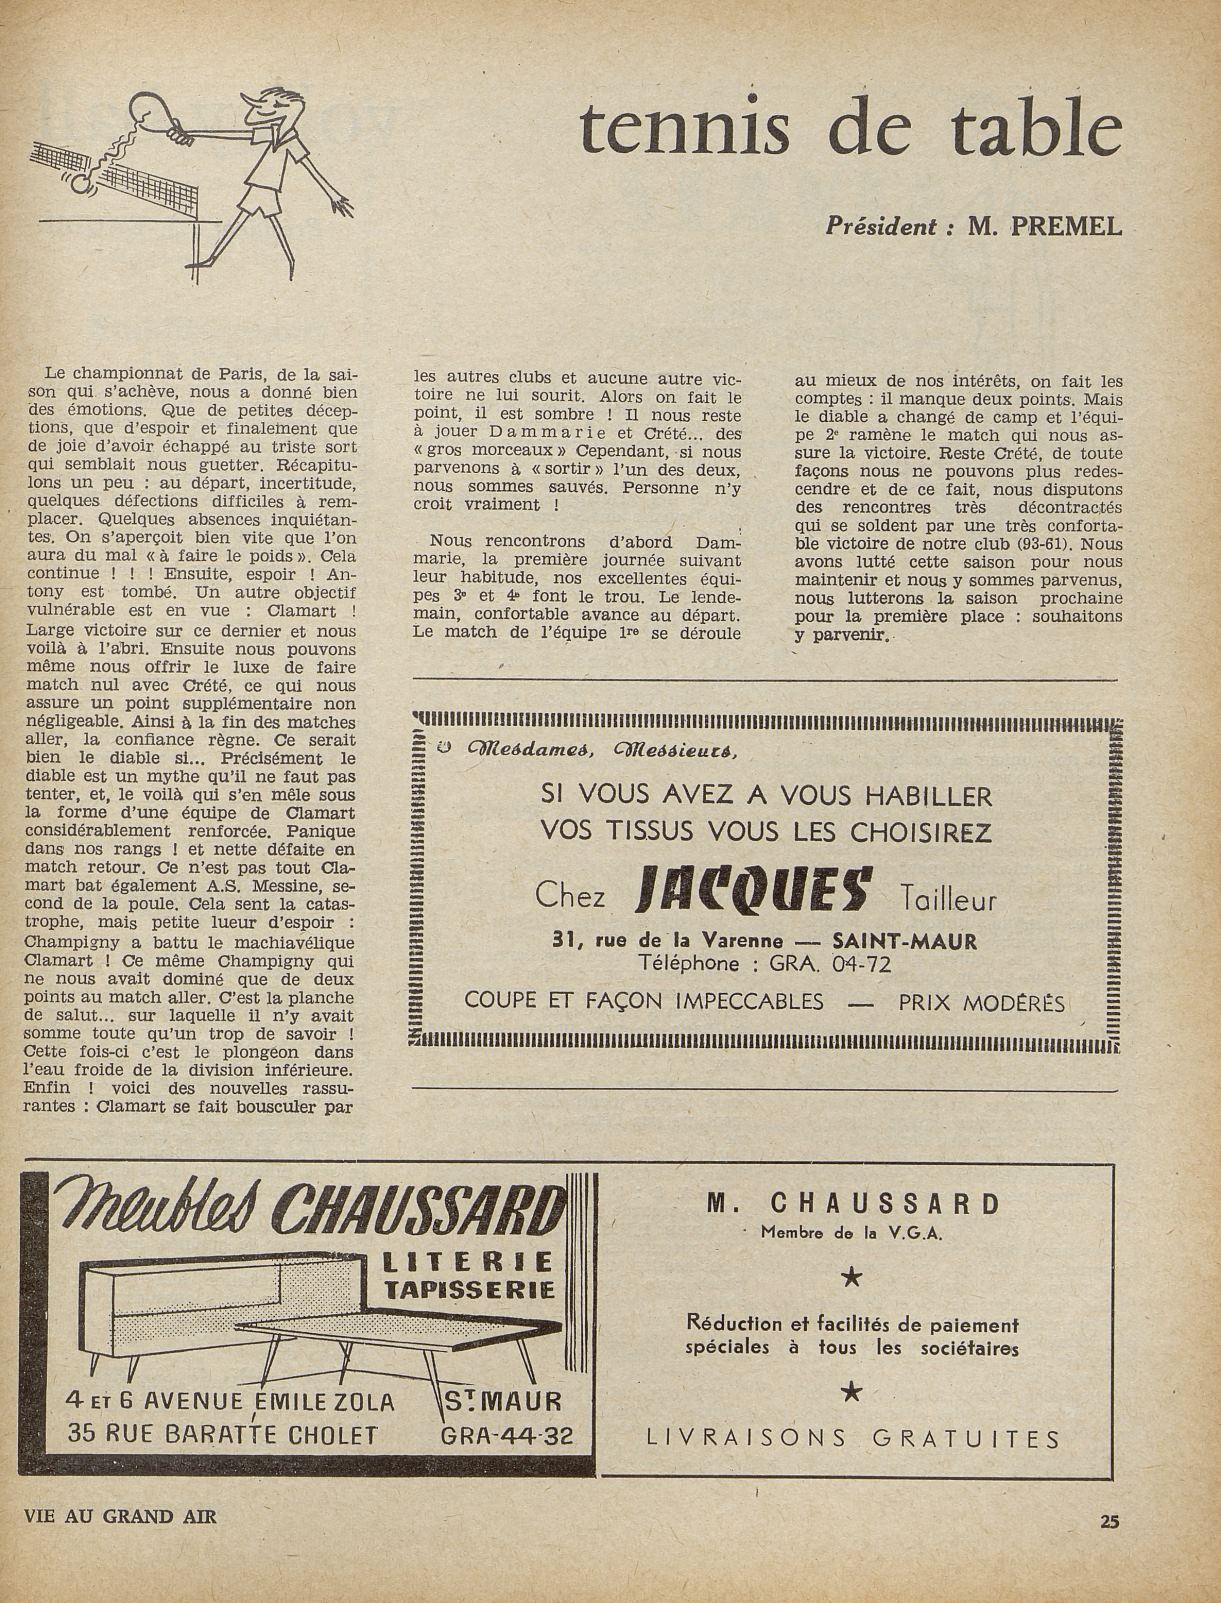 tennis de table
Président : M. PREMEL
Le championnat de Paris, de la sai-
son qui s'achève, nous a donné bien
des émotions. Que de petites décep-
tions, que d'espoir et finalement que
de joie d'avoir échappé au triste sort
qui semblait nous guetter. Récapitu-
lons un peu : au départ, incertitude,
quelques défections difficiles à rem-
placer. Quelques absences inquiétan-
tes. On s'aperçoit bien vite que l'on
aura du mal « à faire le poids ». Cela
continue ! ! ! Ensuite, espoir ! An-
tony est tombé. Un autre objectif
vulnérable est en vue : Clamart !
Large victoire sur ce dernier et nous
voilà à l'abri. Ensuite nous pouvons
même nous offrir le luxe de faire
match nul avec Crété, ce qui nous
assure un point supplémentaire non
négligeable. Ainsi à la fin des matches
aller, la confiance règne. Ce serait
bien le diable si... Précisément le
diable est un mythe qu'il ne faut pas
tenter, et, le voilà qui s'en mêle sous
la forme d'une équipe de Clamart
considérablement renforcée. Panique
dans nos rangs ! et nette défaite en
match retour. Ce n'est pas tout Cla-
mart bat également A.S. Messine, se-
cond de la poule. Cela sent la catas-
trophe, mais petite lueur d'espoir :
Champigny a battu le machiavélique
Clamart ! Ce même Champigny qui
ne nous avait dominé que de deux
points au match aller. C'est la planche
de salut... sur laquelle il n'y avait
somme toute qu'un trop de savoir !
Cette fois-ci c'est le plongeon dans
l'eau froide de la division inférieure.
Enfin ! voici des nouvelles rassu-
rantes : Clamart se fait bousculer par
les autres clubs et aucune autre vic-
toire ne lui sourit. Alors on fait le
point, il est sombre ! Il nous reste
à jouer Dammarie et Crété... des
« gros morceaux » Cependant, si nous
parvenons à « sortir » l'un des deux,
nous sommes sauvés. Personne n'y
croit vraiment !
Nous rencontrons d'abord Dam-
marie, la première journée suivant
leur habitude, nos excellentes équi-
pes 3e et 4e font le trou. Le lende-
main, confortable avance au départ.
Le match de l'équipe 1re se déroule
au mieux de nos intérêts, on fait les
comptes : il manque deux points. Mais
le diable a changé de camp et l'équi-
pe 2e ramène le match qui nous as-
sure la victoire. Reste Crété, de toute
façons nous ne pouvons plus redes-
cendre et de ce fait, nous disputons
des rencontres très décontractés
qui se soldent par une très conforta-
ble victoire de notre club (93-61). Nous
avons lutté cette saison pour nous
maintenir et nous y sommes parvenus,
nous lutterons la saison prochaine
pour la première place : souhaitons
y parvenir.
Mesdames, Messieurs,
SI VOUS AVEZ A VOUS HABILLER
VOS TISSUS VOUS LES CHOISIREZ
Chez JACQUES Tailleur
31, rue de la Varenne — SAINT-MAUR
Téléphone : GRA. 04-72
COUPE ET FAÇON IMPECCABLES — PRIX MODÉRÉS
Meubles CHAUSSARD
LITERIE
TAPISSERIE
4 ET 6 AVENUE EMILE ZOLA ST. MAUR
35 RUE BARATTE CHOLET GRA-44-32
M. CHAUSSARD
Membre de la V.G.A.
★
Réduction et facilités de paiement
spéciales à tous les sociétaires
★
LIVRAISONS GRATUITES
VIE AU GRAND AIR
25